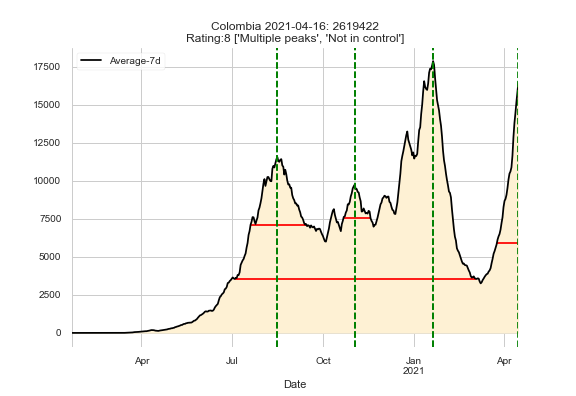 Colombia 2021-04-16: 2619422
Rating:8 ['Multiple peaks', 'Not in control']
Average-7d
17500
15000
12500
10000
7500
5000
2500
0
Apr
Jul
Oct
Jan
2021
Apr
Date